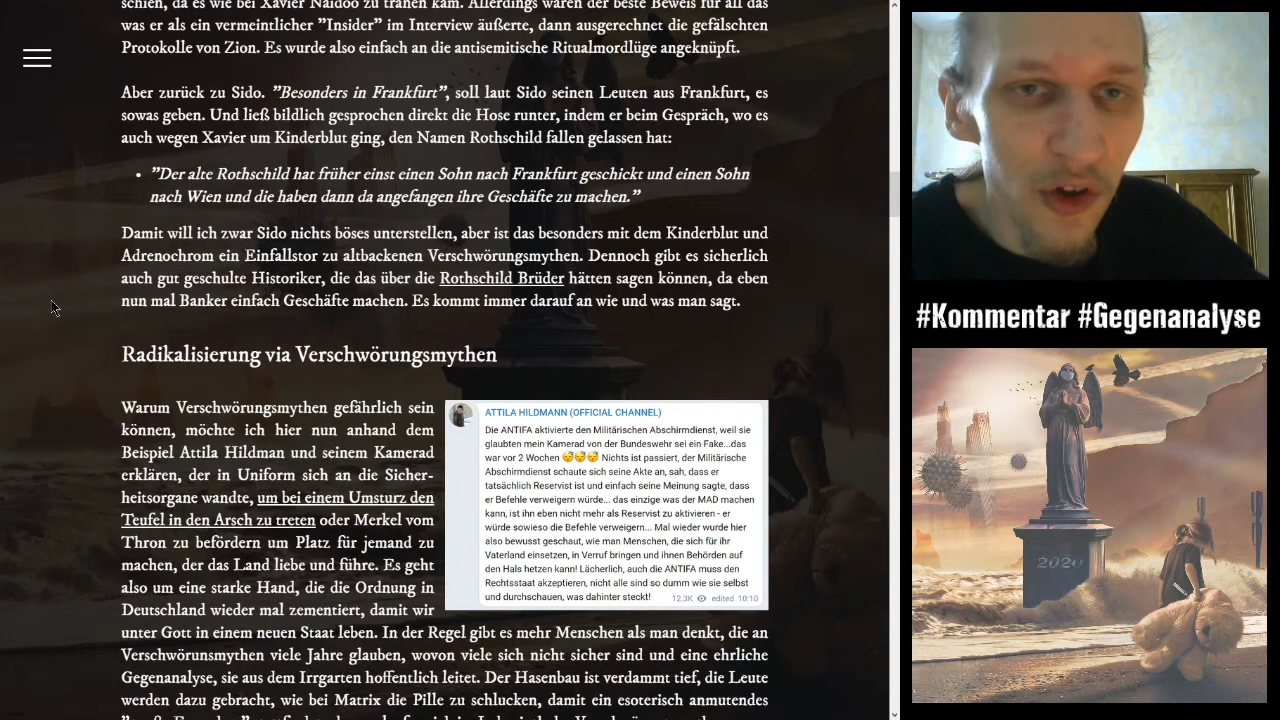 schien, da es wie bei Xavier Naidoo zu tränen kam. Allerdings waren der beste Beweis für all das
was er als ein vermeintlicher "Insider" im Interview äußerte, dann ausgerechnet die gefälschten
Protokolle von Zion. Es wurde also einfach an die antisemitische Ritualmordlüge angeknüpft.
Aber zurück zu Sido. "Besonders in Frankfurt", soll laut Sido seinen Leuten aus Frankfurt, es
sowas geben. Und ließ bildlich gesprochen direkt die Hose runter, indem er beim Gespräch, wo es
auch wegen Xavier um Kinderblut ging, den Namen Rothschild fallen gelassen hat:
• "Der alte Rothschild hat früher einst einen Sohn nach Frankfurt geschickt und einen Sohn
nach Wien und die haben dann da angefangen ihre Geschäfte zu machen."
Damit will ich zwar Sido nichts böses unterstellen, aber ist das besonders mit dem Kinderblut und
Adrenochrom ein Einfallstor zu altbackenen Verschwörungsmythen. Dennoch gibt es sicherlich
auch gut geschulte Historiker, die das über die Rothschild Brüder hätten sagen können, da eben
nun mal Banker einfach Geschäfte machen. Es kommt immer darauf an wie und was man sagt.
Radikalisierung via Verschwörungsmythen
Warum Verschwörungsmythen gefährlich sein
können, möchte ich hier nun anhand dem
Beispiel Attila Hildman und seinem Kamerad
erklären, der in Uniform sich an die Sicher-
heitsorgane wandte, um bei einem Umsturz den
Teufel in den Arsch zu treten oder Merkel vom
Thron zu befördern um Platz für jemand zu
machen, der das Land liebe und führe. Es geht
also um eine starke Hand, die die Ordnung in
Deutschland wieder mal zementiert, damit wir
unter Gott in einem neuen Staat leben. In der Regel gibt es mehr Menschen als man denkt, die an
Verschwörunsmythen viele Jahre glauben, wovon viele sich nicht sicher sind und eine ehrliche
Gegenanalyse, sie aus dem Irrgarten hoffentlich leitet. Der Hasenbau ist verdammt tief, die Leute
werden dazu gebracht, wie bei Matrix die Pille zu schlucken, damit ein esoterisch anmutendes
ATTILA HILDMANN (OFFICIAL CHANNEL)
Die ANTIFA aktivierte den Militärischen Abschirmdienst, weil sie
glaubten mein Kamerad von der Bundeswehr sei ein Fake...das
war vor 2 Wochen 😴😴😴 Nichts ist passiert, der Militärische
Abschirmdienst schaute sich seine Akte an, sah, dass er
tatsächlich Reservist ist und einfach seine Meinung sagte, dass
er Befehle verweigern würde... das einzige was der MAD machen
kann, ist ihn eben nicht mehr als Reservist zu aktivieren - er
würde sowieso die Befehle verweigern... Mal wieder wurde hier
also bewusst geschaut, wie man Menschen, die sich für ihr
Vaterland einsetzen, in Verruf bringen und ihnen Behörden auf
den Hals hetzen kann! Lächerlich, auch die ANTIFA muss den
Rechtsstaat akzeptieren, nicht alle sind so dumm wie sie selbst
und durchschauen, was dahinter steckt!
12.3K edited 10:10
#Kommentar #Gegenanalyse
2020